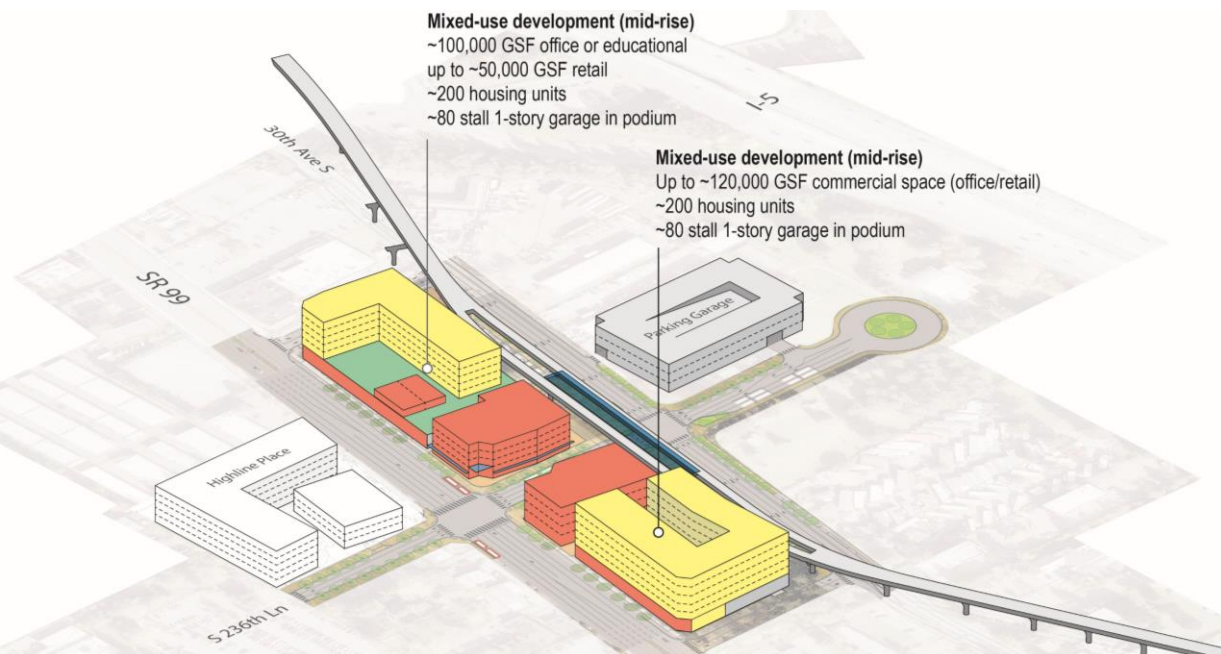 Mixed-use development (mid-rise)
~100,000 GSF office or educational
up to ~50,000 GSF retail
~200 housing units
~80 stall 1-story garage in podium
I-5
30th Ave S
Mixed-use development (mid-rise)
Up to ~120,000 GSF commercial space (office/retail)
~200 housing units
~80 stall 1-story garage in podium
SR 99
Parking Garage
Highline Place
S 236th Ln